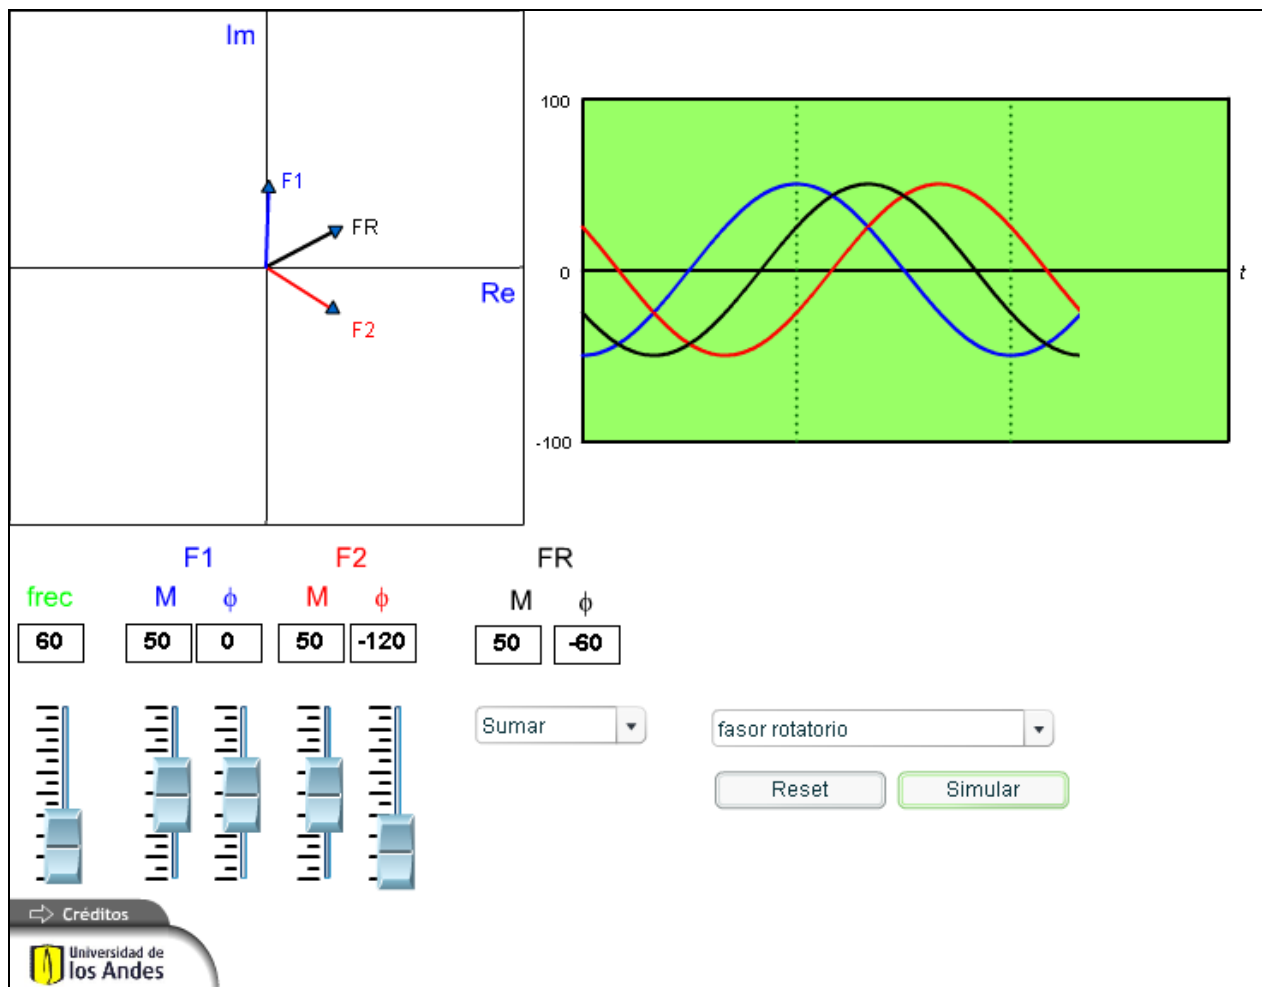 Im
F1
FR
Re
F2
100
0
-100
t
F1 F2 FR
frec M ϕ M ϕ M ϕ
60 50 0 50 -120 50 -60
Sumar
fasor rotatorio
Reset Simular
Créditos
Universidad de
los Andes